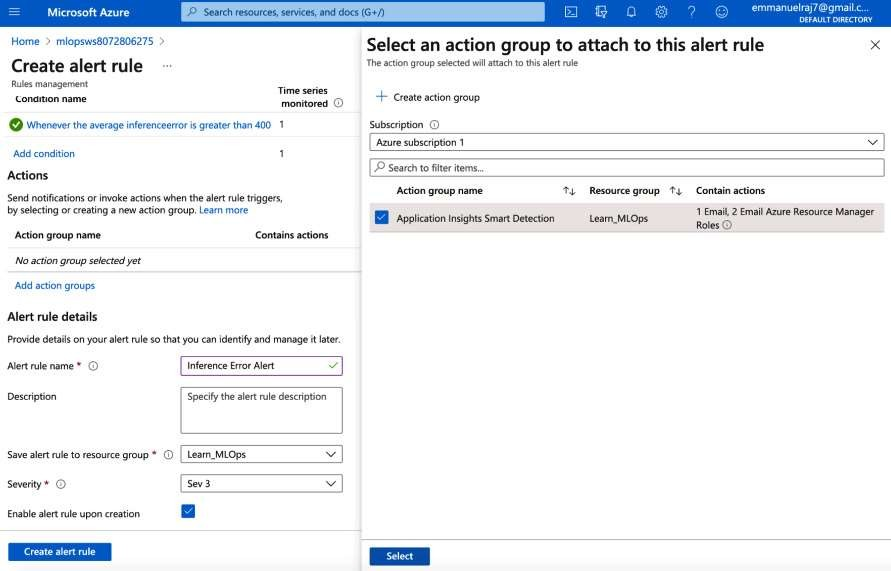 Microsoft Azure
Search resources, services, and docs (G+/)
emmanuelraj7@gmail.c...
DEFAULT DIRECTORY
Home > mlopsws8072806275 >
Create alert rule ...
Rules management
Condition name
Time series
monitored
Whenever the average inferenceerror is greater than 400 1
Add condition 1
Actions
Send notifications or invoke actions when the alert rule triggers,
by selecting or creating a new action group. Learn more
Action group name Contains actions
No action group selected yet
Add action groups
Alert rule details
Provide details on your alert rule so that you can identify and manage it later.
Alert rule name * Inference Error Alert
Description Specify the alert rule description
Save alert rule to resource group * Learn_MLOps
Severity * Sev 3
Enable alert rule upon creation
Create alert rule
Select an action group to attach to this alert rule
The action group selected will attach to this alert rule
+ Create action group
Subscription
Azure subscription 1
Search to filter items...
Action group name ↑↓ Resource group ↑↓ Contain actions
Application Insights Smart Detection Learn_MLOps 1 Email, 2 Email Azure Resource Manager
Roles
Select